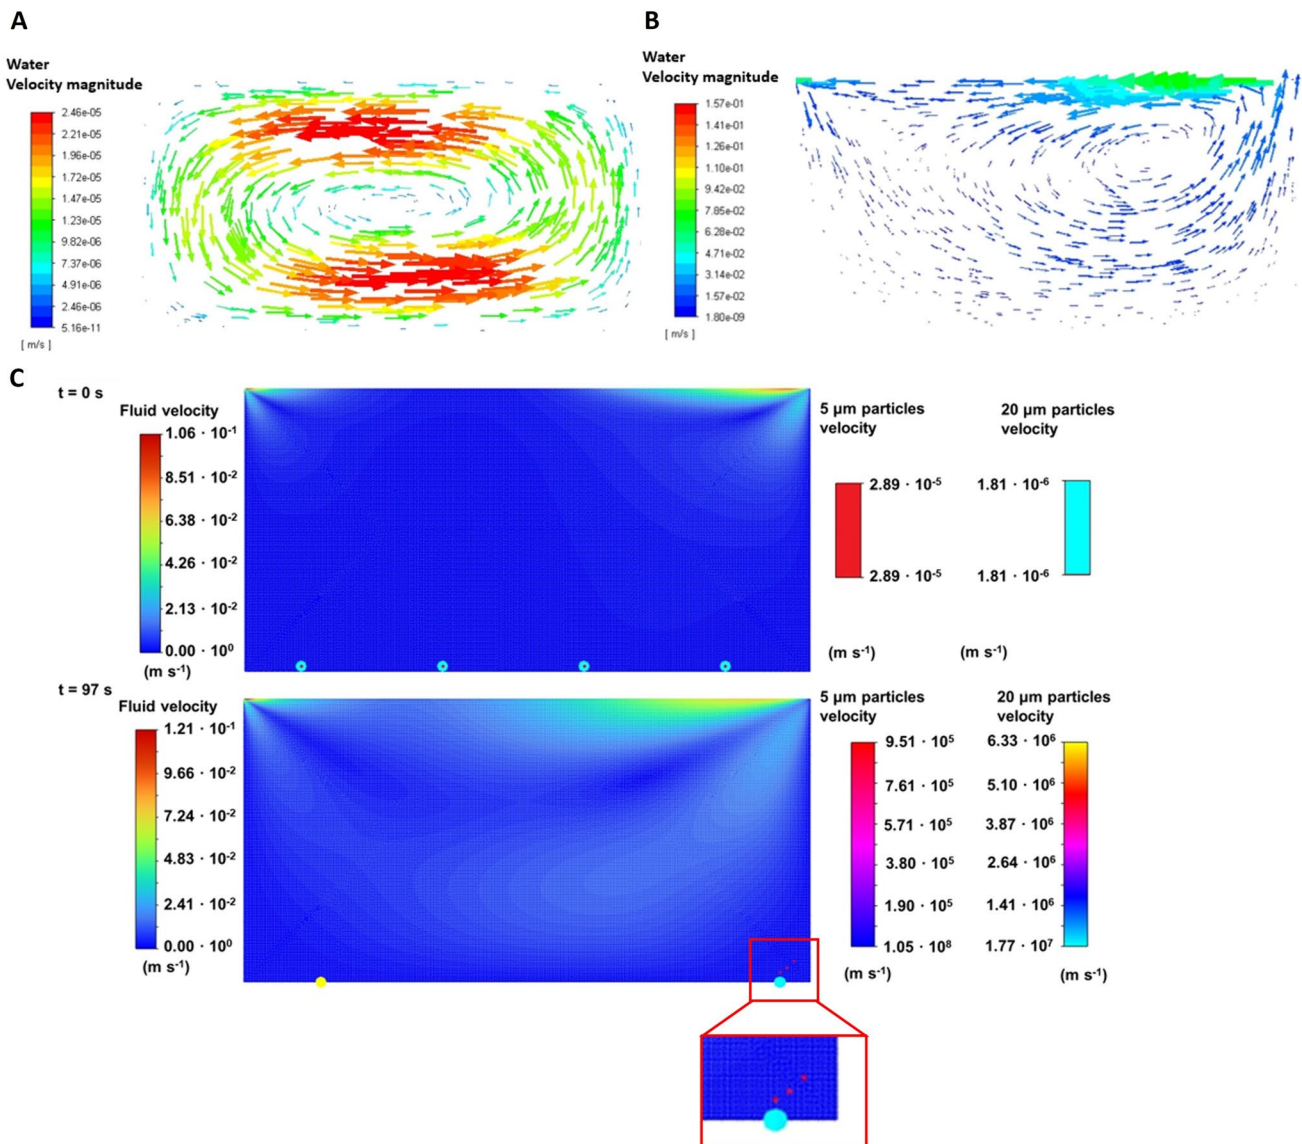 A
Water
Velocity magnitude
2.46e-05
2.21e-05
1.96e-05
1.72e-05
1.47e-05
1.23e-05
9.82e-06
7.37e-06
4.91e-06
2.46e-06
5.16e-11
[ m/s ]
B
Water
Velocity magnitude
1.57e-01
1.41e-01
1.26e-01
1.10e-01
9.42e-02
7.85e-02
6.28e-02
4.71e-02
3.14e-02
1.57e-02
1.80e-09
[ m/s ]
C
t = 0 s
Fluid velocity
1.06 · 10⁻¹
8.51 · 10⁻²
6.38 · 10⁻²
4.26 · 10⁻²
2.13 · 10⁻²
0.00 · 10⁰
(m s⁻¹)
5 µm particles
velocity
2.89 · 10⁻⁵
2.89 · 10⁻⁵
(m s⁻¹)
20 µm particles
velocity
1.81 · 10⁻⁶
1.81 · 10⁻⁶
(m s⁻¹)
t = 97 s
Fluid velocity
1.21 · 10⁻¹
9.66 · 10⁻²
7.24 · 10⁻²
4.83 · 10⁻²
2.41 · 10⁻²
0.00 · 10⁰
(m s⁻¹)
5 µm particles
velocity
9.51 · 10⁵
7.61 · 10⁵
5.71 · 10⁵
3.80 · 10⁵
1.90 · 10⁵
1.05 · 10⁸
(m s⁻¹)
20 µm particles
velocity
6.33 · 10⁶
5.10 · 10⁶
3.87 · 10⁶
2.64 · 10⁶
1.41 · 10⁶
1.77 · 10⁷
(m s⁻¹)